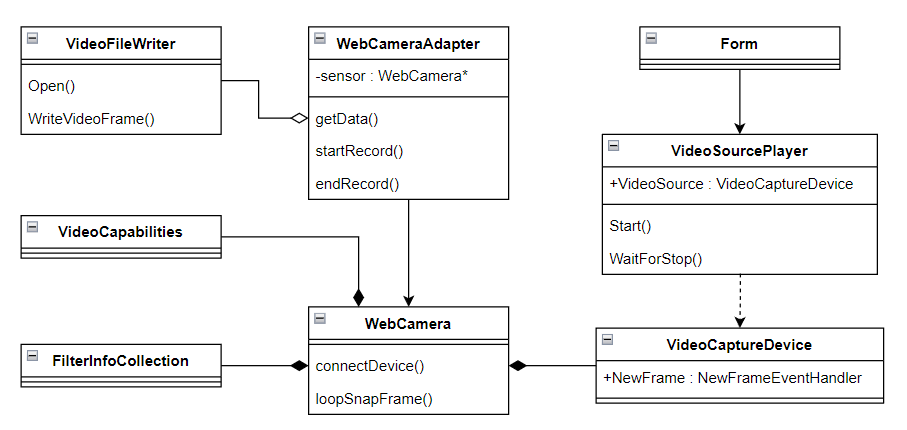 VideoFileWriter
Open()
WriteVideoFrame()
WebCameraAdapter
-sensor : WebCamera*
getData()
startRecord()
endRecord()
Form
VideoSourcePlayer
+VideoSource : VideoCaptureDevice
Start()
WaitForStop()
VideoCapabilities
FilterInfoCollection
WebCamera
connectDevice()
loopSnapFrame()
VideoCaptureDevice
+NewFrame : NewFrameEventHandler